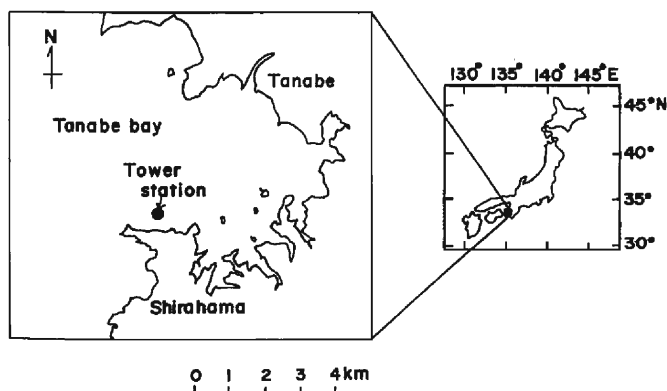 N
Tanabe
Tanabe bay
Tower
station
Shirahama
0 1 2 3 4km
130° 135° 140° 145°E
45°N
40°
35°
30°